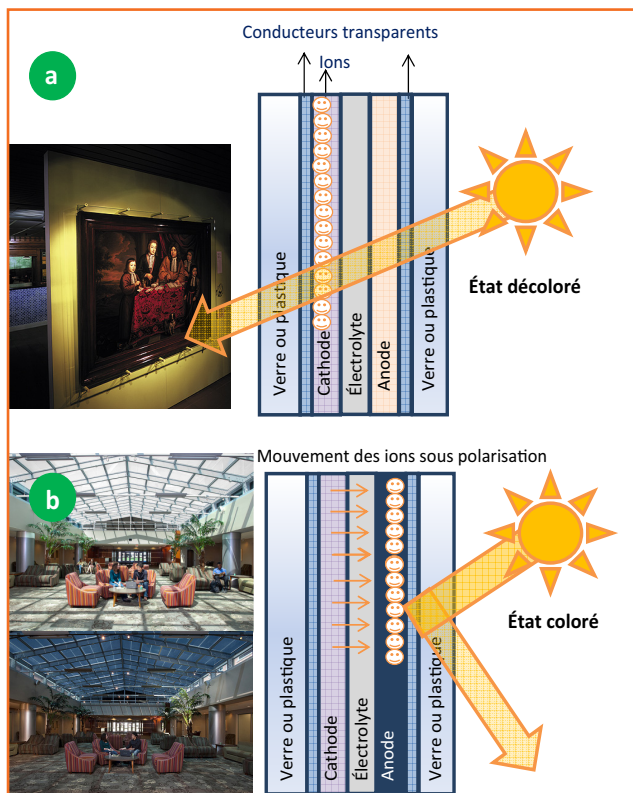 a
Conducteurs transparents
Ions
Verre ou plastique
Cathode
Électrolyte
Anode
Verre ou plastique
État décoloré
b
Mouvement des ions sous polarisation
Verre ou plastique
Cathode
Électrolyte
Anode
Verre ou plastique
État coloré